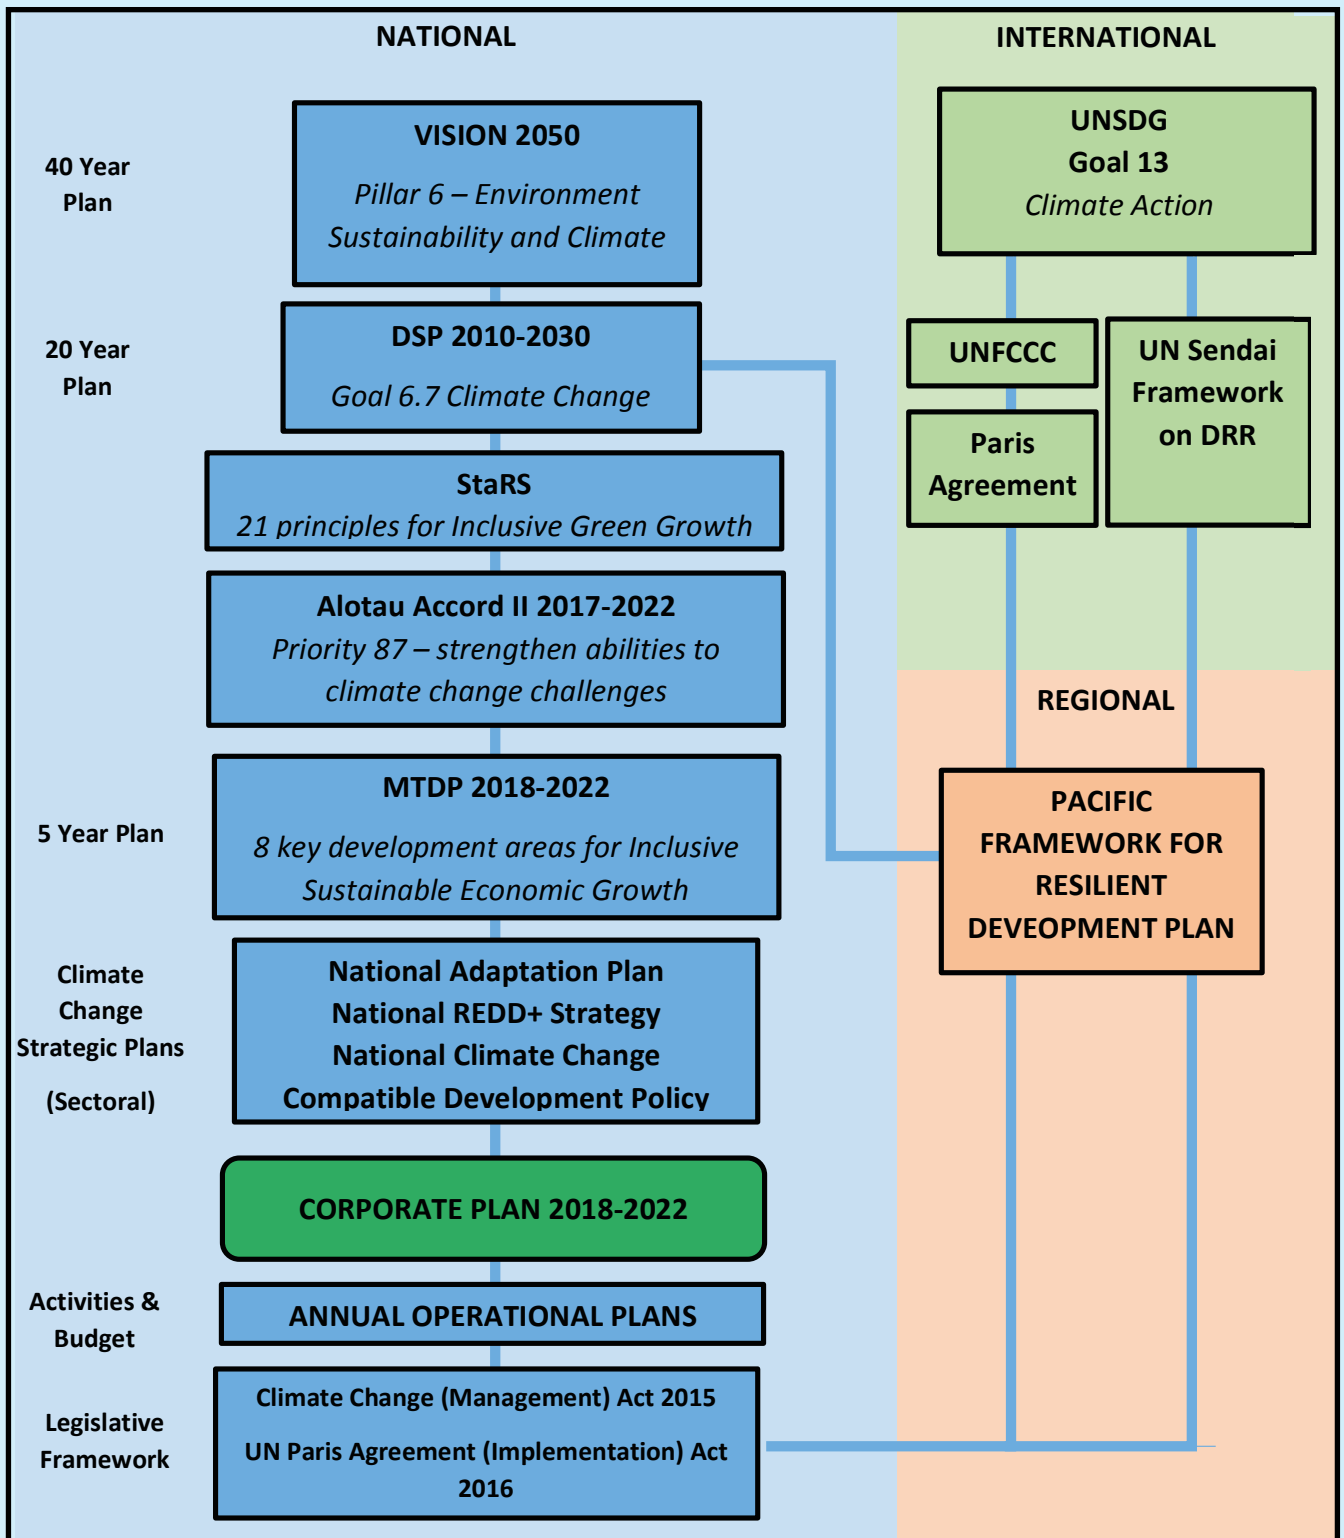 NATIONAL
40 Year
Plan
VISION 2050
Pillar 6 – Environment
Sustainability and Climate
20 Year
Plan
DSP 2010-2030
Goal 6.7 Climate Change
StaRS
21 principles for Inclusive Green Growth
Alotau Accord II 2017-2022
Priority 87 – strengthen abilities to
climate change challenges
5 Year Plan
MTDP 2018-2022
8 key development areas for Inclusive
Sustainable Economic Growth
Climate
Change
Strategic Plans
(Sectoral)
National Adaptation Plan
National REDD+ Strategy
National Climate Change
Compatible Development Policy
CORPORATE PLAN 2018-2022
Activities &
Budget
ANNUAL OPERATIONAL PLANS
Legislative
Framework
Climate Change (Management) Act 2015
UN Paris Agreement (Implementation) Act
2016
INTERNATIONAL
UNSDG
Goal 13
Climate Action
UNFCCC
Paris
Agreement
UN Sendai
Framework
on DRR
REGIONAL
PACIFIC
FRAMEWORK FOR
RESILIENT
DEVEOPMENT PLAN